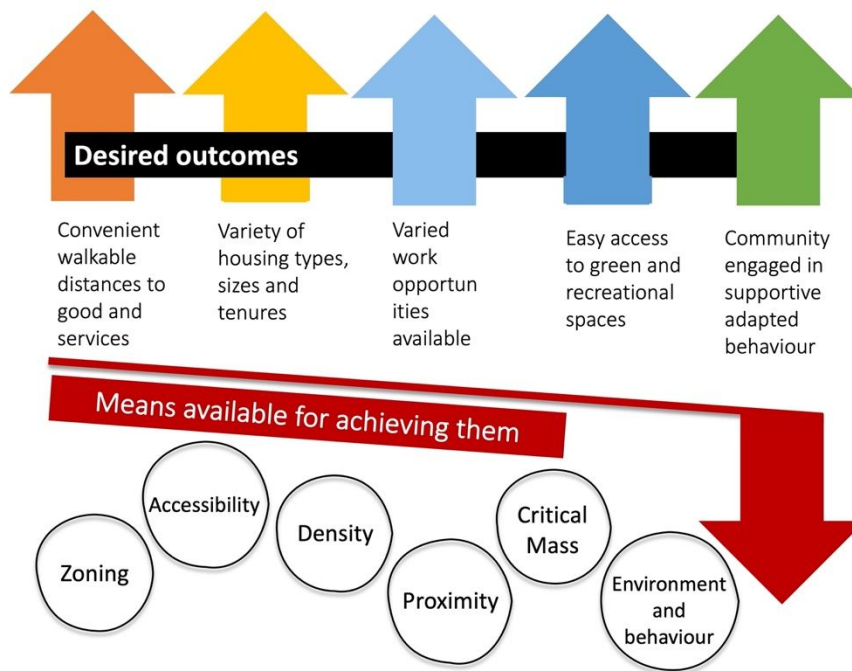 Desired outcomes
Convenient
walkable
distances to
good and
services
Variety of
housing types,
sizes and
tenures
Varied
work
opportun
ities
available
Easy access
to green and
recreational
spaces
Community
engaged in
supportive
adapted
behaviour
Means available for achieving them
Zoning
Accessibility
Density
Proximity
Critical
Mass
Environment
and
behaviour